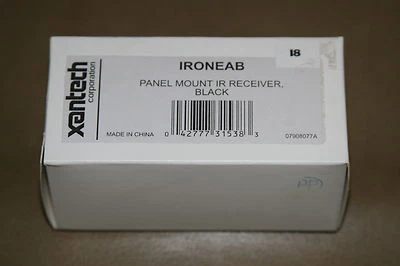 18
IRONEAB
xantech
corporation
PANEL MOUNT IR RECEIVER,
BLACK
MADE IN CHINA
0 42777 31538 3
07908077A